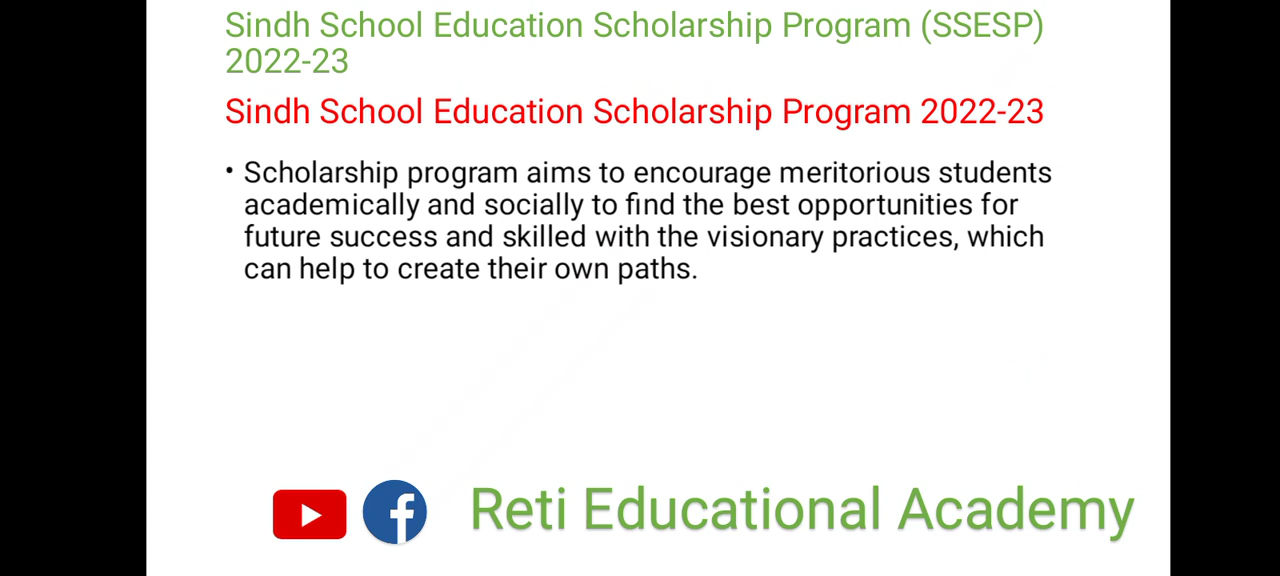 Sindh School Education Scholarship Program (SSESP)
2022-23
Sindh School Education Scholarship Program 2022-23
• Scholarship program aims to encourage meritorious students
academically and socially to find the best opportunities for
future success and skilled with the visionary practices, which
can help to create their own paths.
Reti Educational Academy